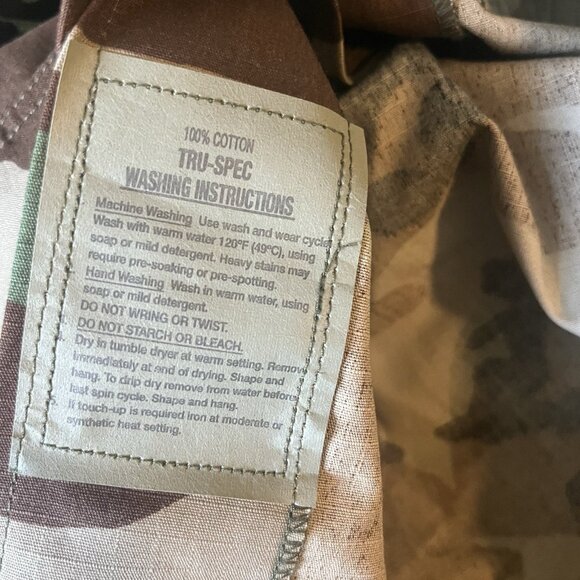 100% COTTON
TRU-SPEC
WASHING INSTRUCTIONS
Machine Washing Use wash and wear cycle
Wash with warm water 120°F (49°C), using
soap or mild detergent. Heavy stains may
require pre-soaking or pre-spotting.
Hand Washing Wash in warm water, using
soap or mild detergent.
DO NOT WRING OR TWIST.
DO NOT STARCH OR BLEACH.
Dry in tumble dryer at warm setting. Remov
immediately at end of drying. Shape and
hang. To drip dry remove from water before
last spin cycle. Shape and hang.
If touch-up is required iron at moderate or
synthetic heat setting.